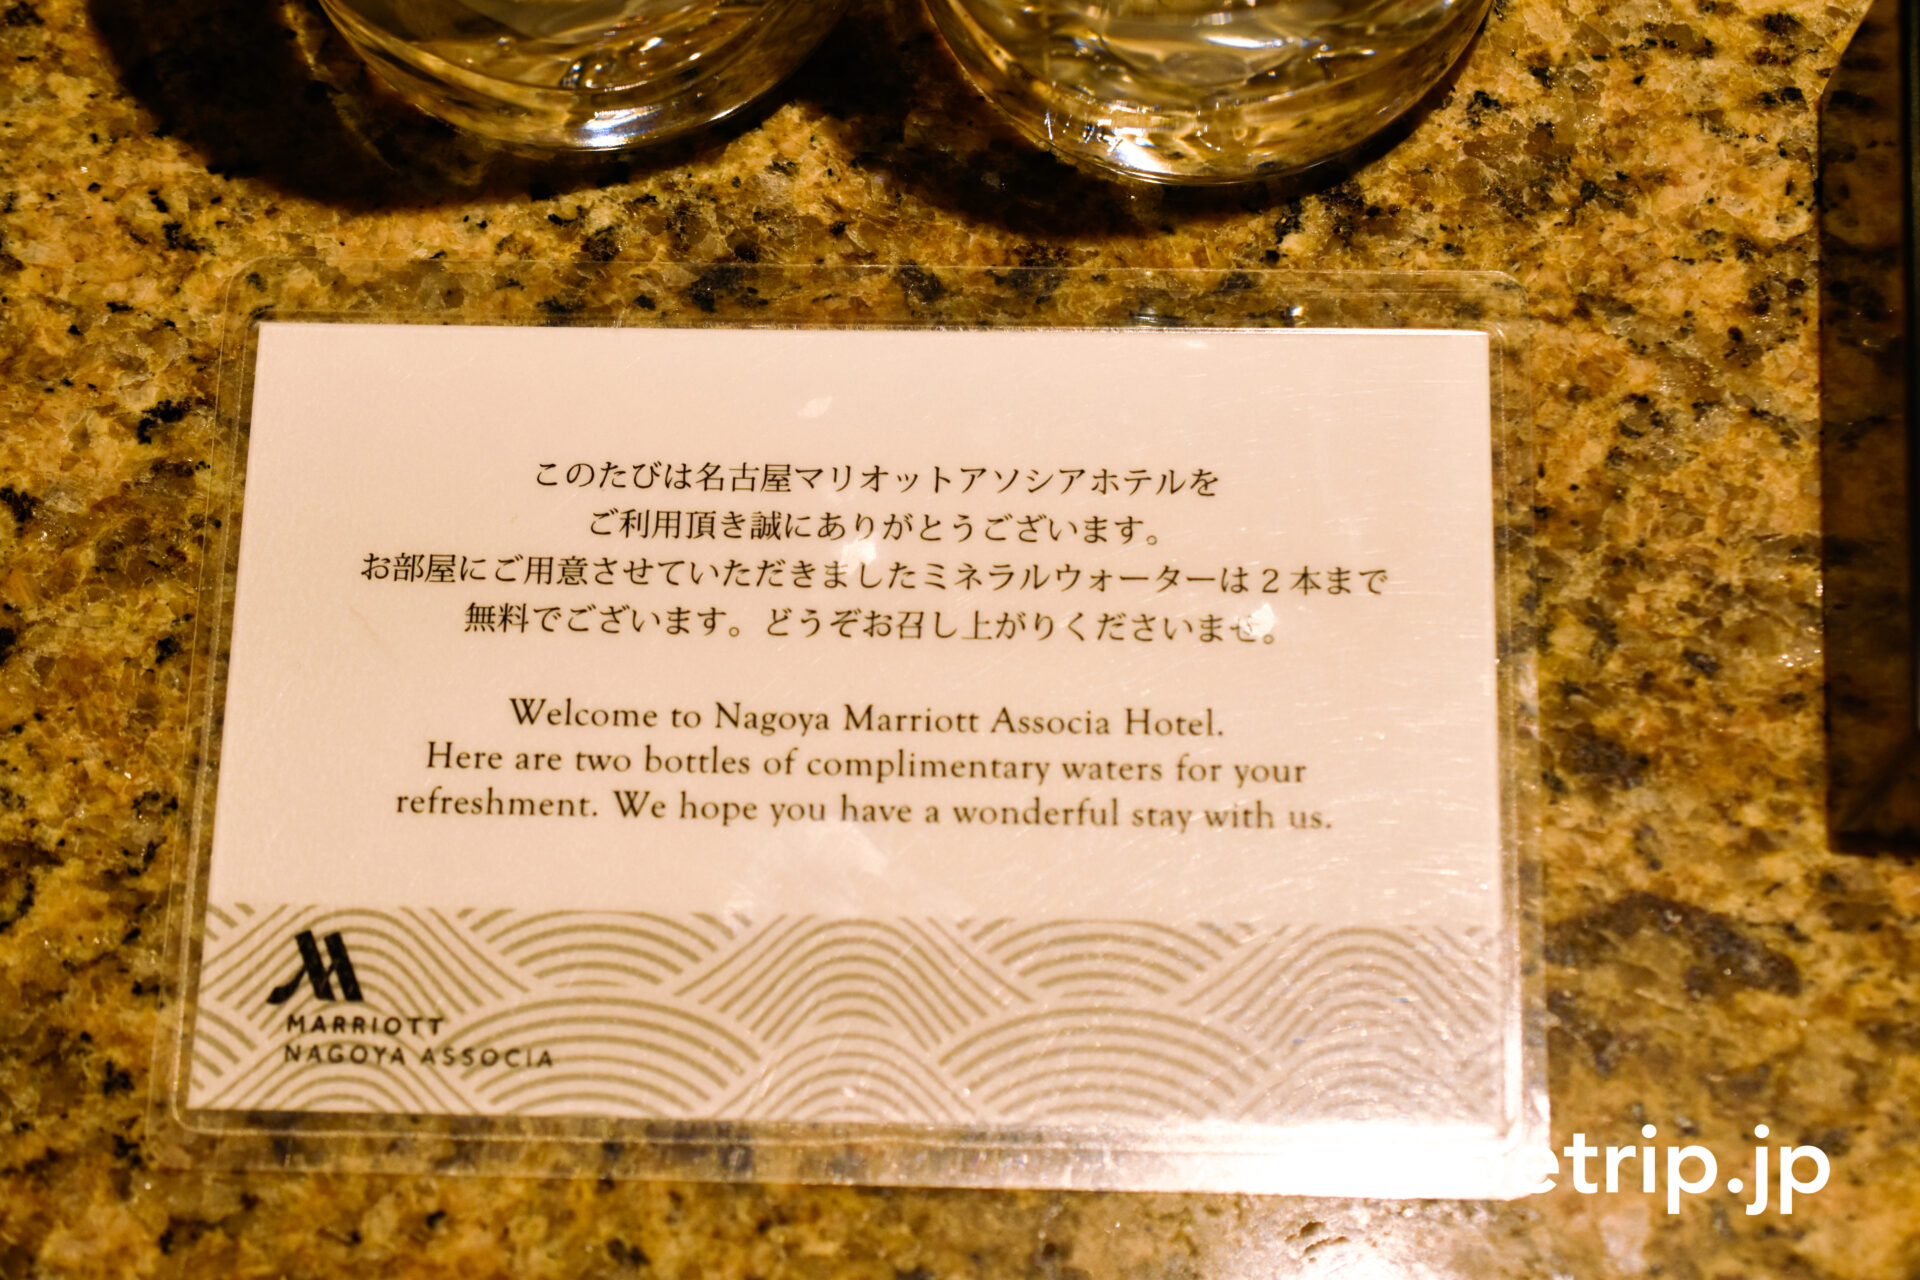 このたびは名古屋マリオットアソシアホテルを
ご利用頂き誠にありがとうございます。
お部屋にご用意させていただきましたミネラルウォーターは2本まで
無料でございます。どうぞお召し上がりくださいませ。
Welcome to Nagoya Marriott Associa Hotel.
Here are two bottles of complimentary waters for your
refreshment. We hope you have a wonderful stay with us.
MARRIOTT
NAGOYA ASSOCIA